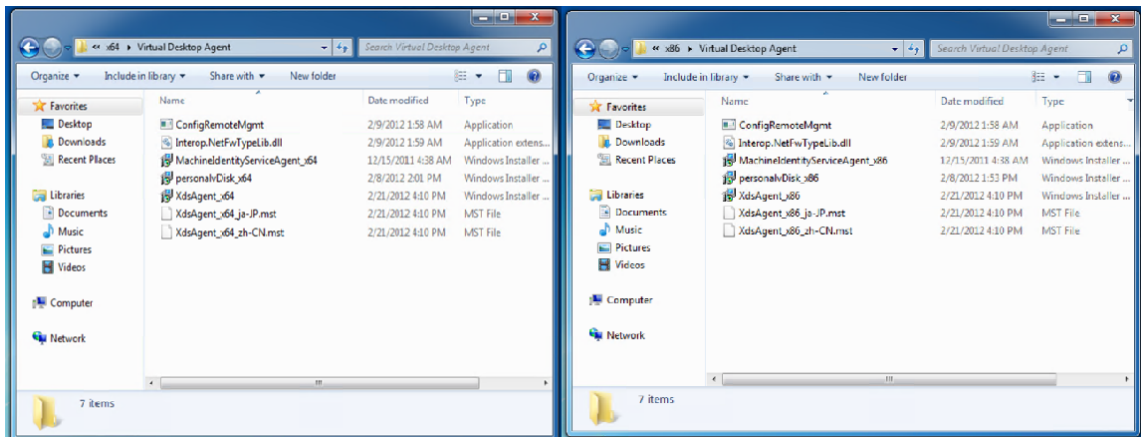 « x64 ▸ Virtual Desktop Agent
Search Virtual Desktop Agent
Organize Include in library Share with New folder
Favorites
Desktop
Downloads
Recent Places
Libraries
Documents
Music
Pictures
Videos
Computer
Network
Name Date modified Type
ConfigRemoteMgmt 2/9/2012 1:58 AM Application
Interop.NetFwTypeLib.dll 2/9/2012 1:59 AM Application extens...
MachineIdentityServiceAgent_x64 12/15/2011 4:38 AM Windows Installer ...
personalvDisk_x64 2/8/2012 2:01 PM Windows Installer ...
XdsAgent_x64 2/21/2012 4:10 PM Windows Installer ...
XdsAgent_x64_ja-JP.mst 2/21/2012 4:10 PM MST File
XdsAgent_x64_zh-CN.mst 2/21/2012 4:10 PM MST File
7 items
« x86 ▸ Virtual Desktop Agent
Search Virtual Desktop Agent
Organize Include in library Share with New folder
Favorites
Desktop
Downloads
Recent Places
Libraries
Documents
Music
Pictures
Videos
Computer
Network
Name Date modified Type
ConfigRemoteMgmt 2/9/2012 1:58 AM Application
Interop.NetFwTypeLib.dll 2/9/2012 1:59 AM Application extens...
MachineIdentityServiceAgent_x86 12/15/2011 4:38 AM Windows Installer ...
personalvDisk_x86 2/8/2012 1:53 PM Windows Installer ...
XdsAgent_x86 2/21/2012 4:10 PM Windows Installer ...
XdsAgent_x86_ja-JP.mst 2/21/2012 4:10 PM MST File
XdsAgent_x86_zh-CN.mst 2/21/2012 4:10 PM MST File
7 items